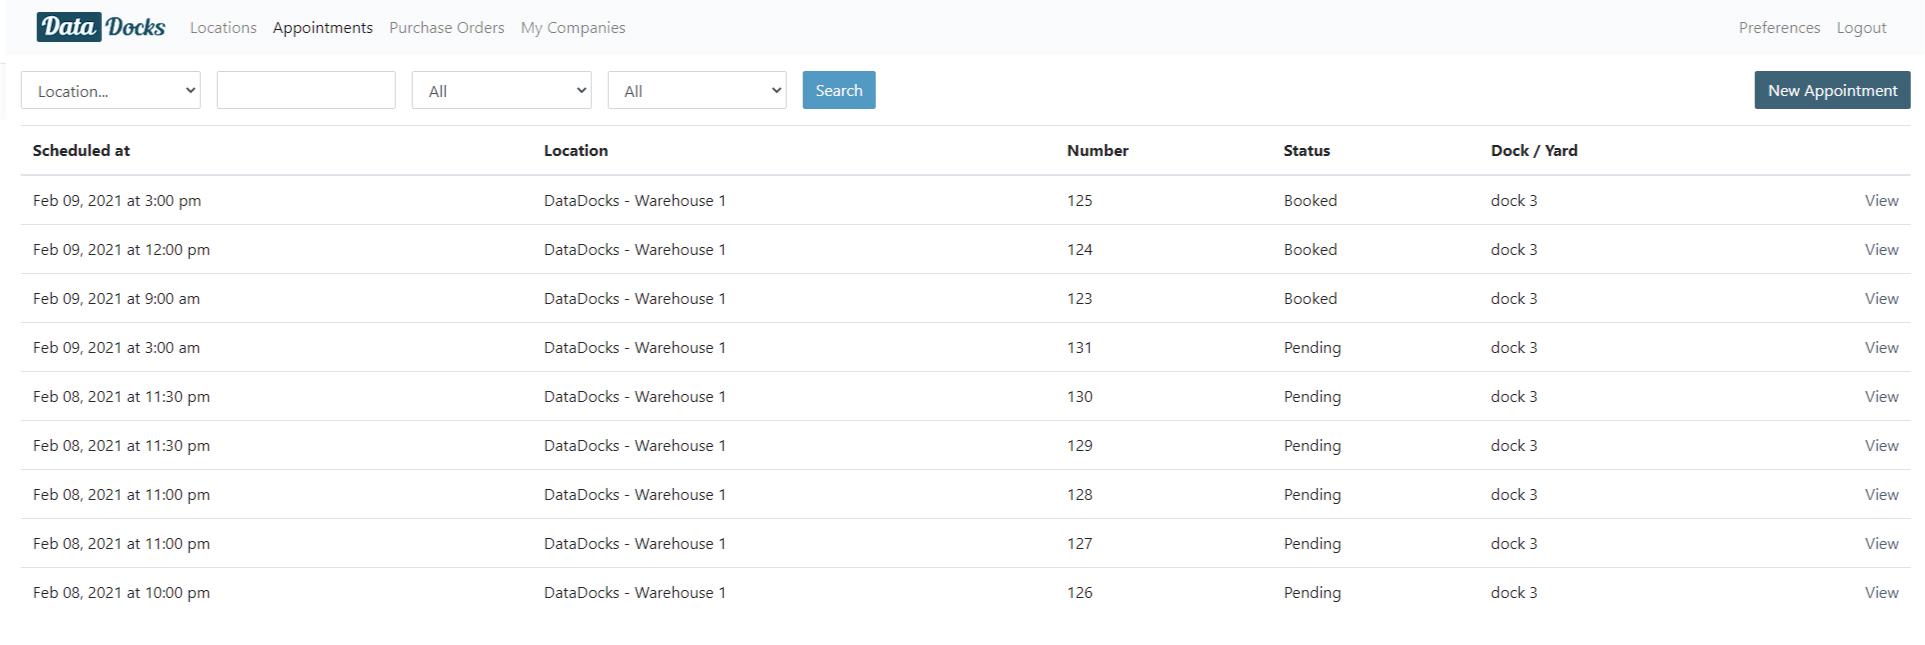 Data Docks Locations Appointments Purchase Orders My Companies Preferences Logout
Location... All All Search New Appointment
Scheduled at Location Number Status Dock / Yard
Feb 09, 2021 at 3:00 pm DataDocks - Warehouse 1 125 Booked dock 3 View
Feb 09, 2021 at 12:00 pm DataDocks - Warehouse 1 124 Booked dock 3 View
Feb 09, 2021 at 9:00 am DataDocks - Warehouse 1 123 Booked dock 3 View
Feb 09, 2021 at 3:00 am DataDocks - Warehouse 1 131 Pending dock 3 View
Feb 08, 2021 at 11:30 pm DataDocks - Warehouse 1 130 Pending dock 3 View
Feb 08, 2021 at 11:30 pm DataDocks - Warehouse 1 129 Pending dock 3 View
Feb 08, 2021 at 11:00 pm DataDocks - Warehouse 1 128 Pending dock 3 View
Feb 08, 2021 at 11:00 pm DataDocks - Warehouse 1 127 Pending dock 3 View
Feb 08, 2021 at 10:00 pm DataDocks - Warehouse 1 126 Pending dock 3 View